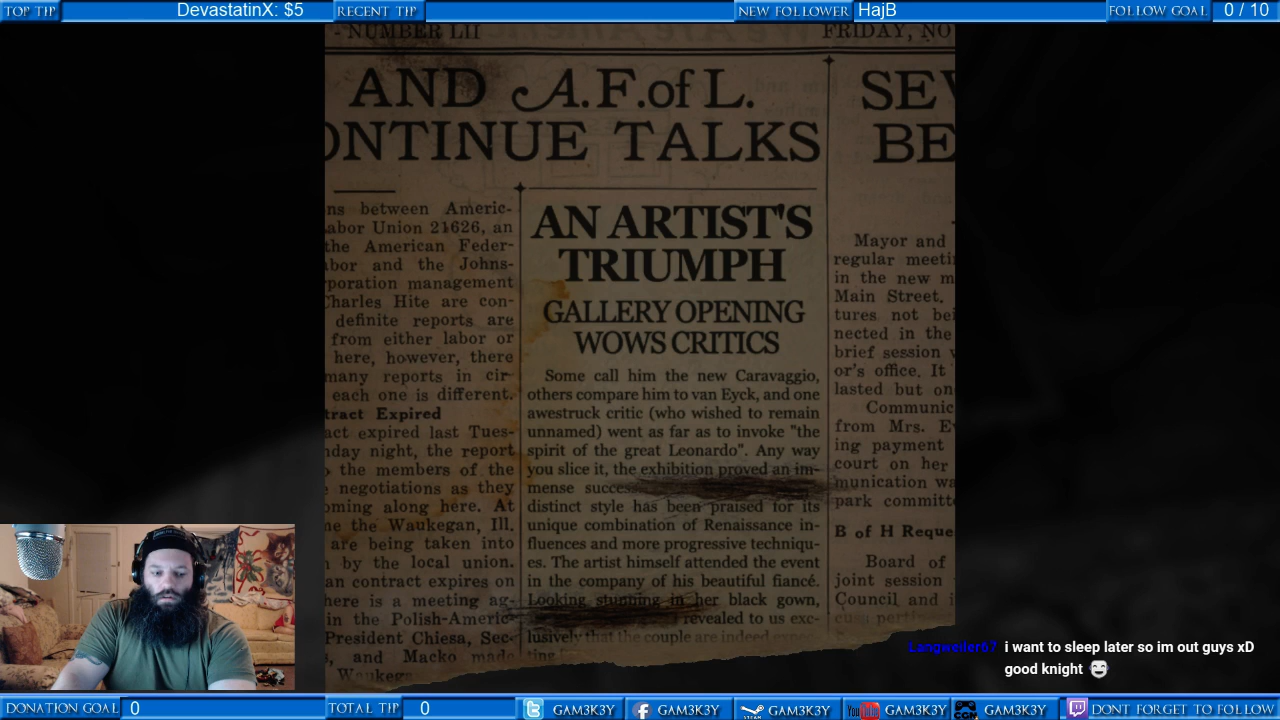 TOP TIP
DevastatinX: $5
RECENT TIP
NEW FOLLOWER
HajB
FOLLOW GOAL
0 / 10
- NUMBER LII
FRIDAY, NO
AND A.F.of L.
ONTINUE TALKS
SEV
BE
ns between Americ-
abor Union 21626, an
the American Feder-
bor and the Johns-
poration management
Charles Hite are con-
definite reports are
from either labor or
here, however, there
many reports in cir-
each one is different.
tract Expired
act expired last Tues-
day night, the report
the members of the
negotiations as they
oming along here. At
he the Waukegan, Ill.
are being taken into
by the local union.
an contract expires on
here is a meeting ag-
in the Polish-Americ-
President Chiesa, Sec-
s, and Macko made
Waukega
AN ARTIST'S
TRIUMPH
GALLERY OPENING
WOWS CRITICS
Some call him the new Caravaggio,
others compare him to van Eyck, and one
awestruck critic (who wished to remain
unnamed) went as far as to invoke "the
spirit of the great Leonardo". Any way
you slice it, the exhibition proved an im-
mense success
distinct style has been praised for its
unique combination of Renaissance in-
fluences and more progressive techniqu-
es. The artist himself attended the event
in the company of his beautiful fiancé.
Looking stunning in her black gown,
revealed to us exc-
lusively that the couple are indeed expec
ting
Mayor and
regular meeti
in the new m
Main Street.
tures not bei
nected in the
brief session
or's office. It
lasted but on
Communic
from Mrs. Ev
ing payment
court on her
munication wa
park committe
B of H Reque
Board of
joint session
Council and i
Langweiler67 i want to sleep later so im out guys xD
good knight
DONATION GOAL
0
TOTAL TIP
0
GAM3K3Y
GAM3K3Y
STEAM
GAM3K3Y
YouTube
GAM3K3Y
GAM3K3Y
DONT FORGET TO FOLLOW